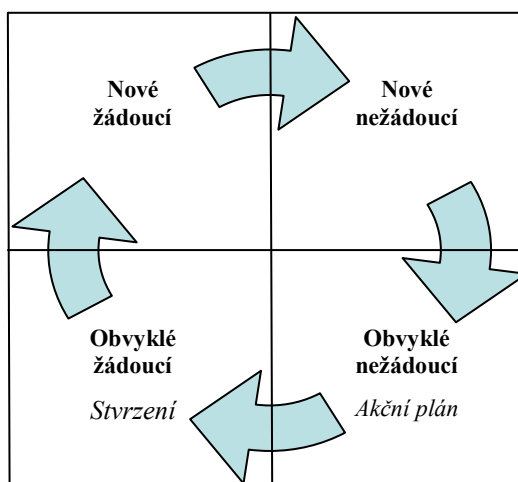 Nové
žádoucí
Nové
nežádoucí
Obvyklé
žádoucí
Stvrzení
Obvyklé
nežádoucí
Akční plán